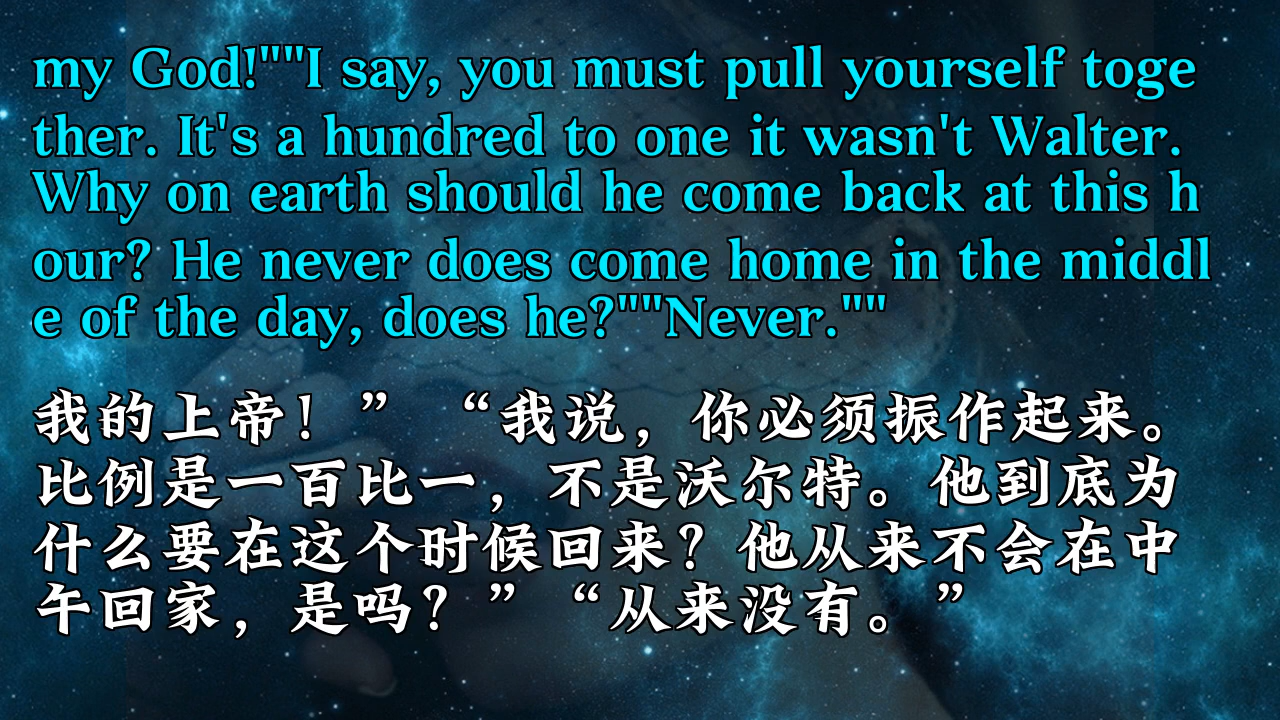 my God!""I say, you must pull yourself toge
ther. It's a hundred to one it wasn't Walter.
Why on earth should he come back at this h
our? He never does come home in the middl
e of the day, does he?""Never.""
我的上帝！”“我说，你必须振作起来。
比例是一百比一，不是沃尔特。他到底为
什么要在这个时候回来？他从来不会在中
午回家，是吗？”“从来没有。”